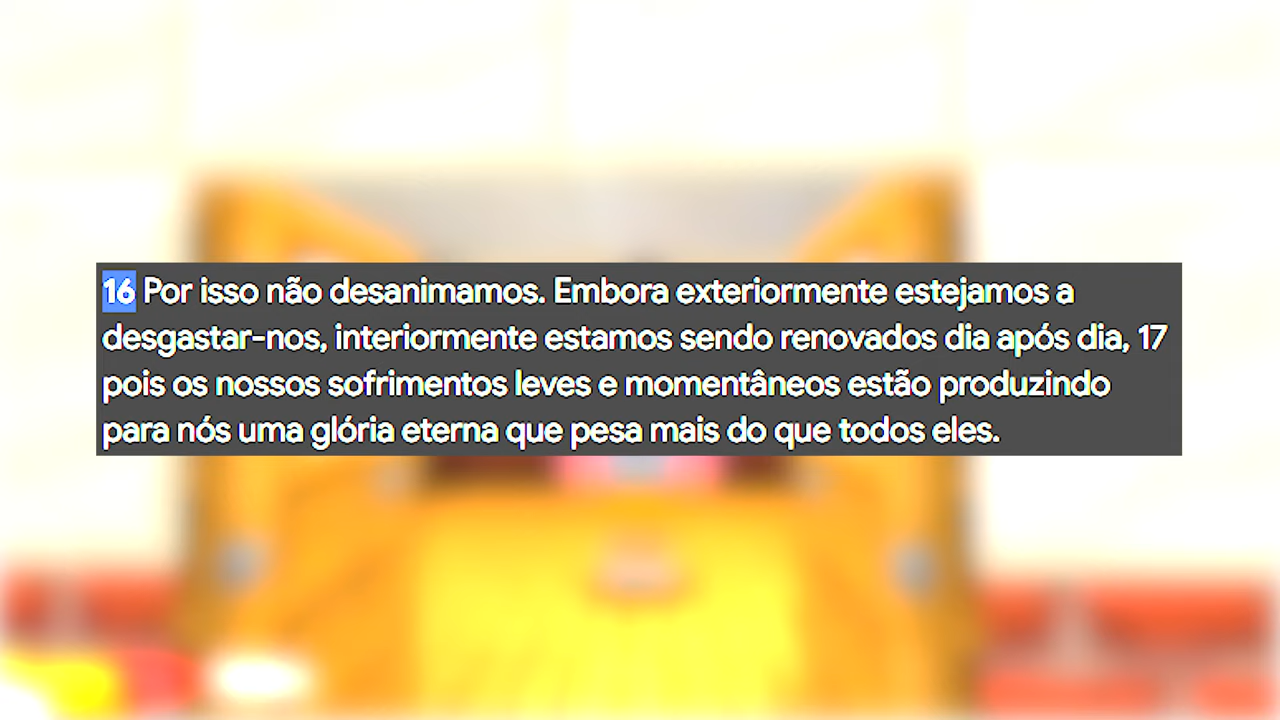 16 Por isso não desanimamos. Embora exteriormente estejamos a
desgastar-nos, interiormente estamos sendo renovados dia após dia, 17
pois os nossos sofrimentos leves e momentâneos estão produzindo
para nós uma glória eterna que pesa mais do que todos eles.